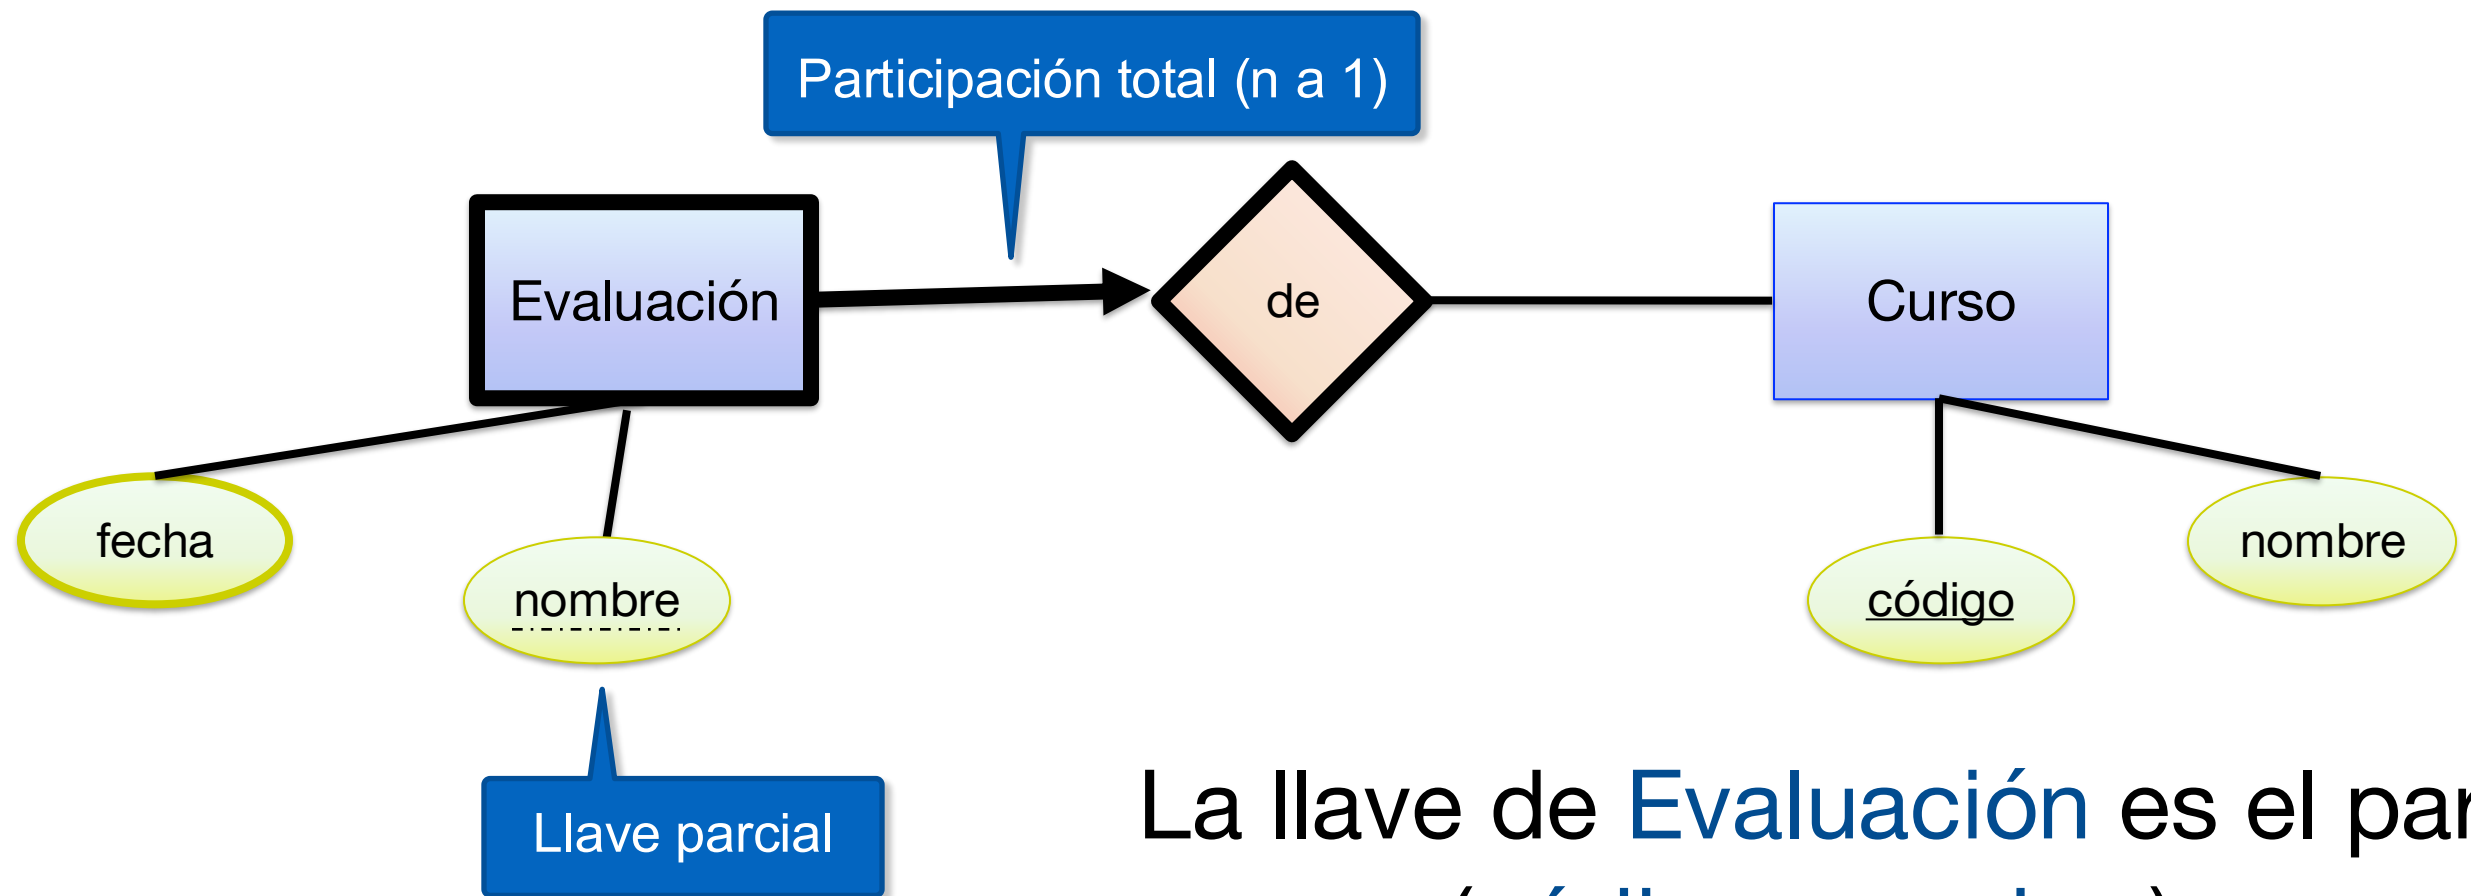 Participación total (n a 1)
Evaluación
de
Curso
fecha
nombre
código
nombre
Llave parcial
La llave de Evaluación es el par